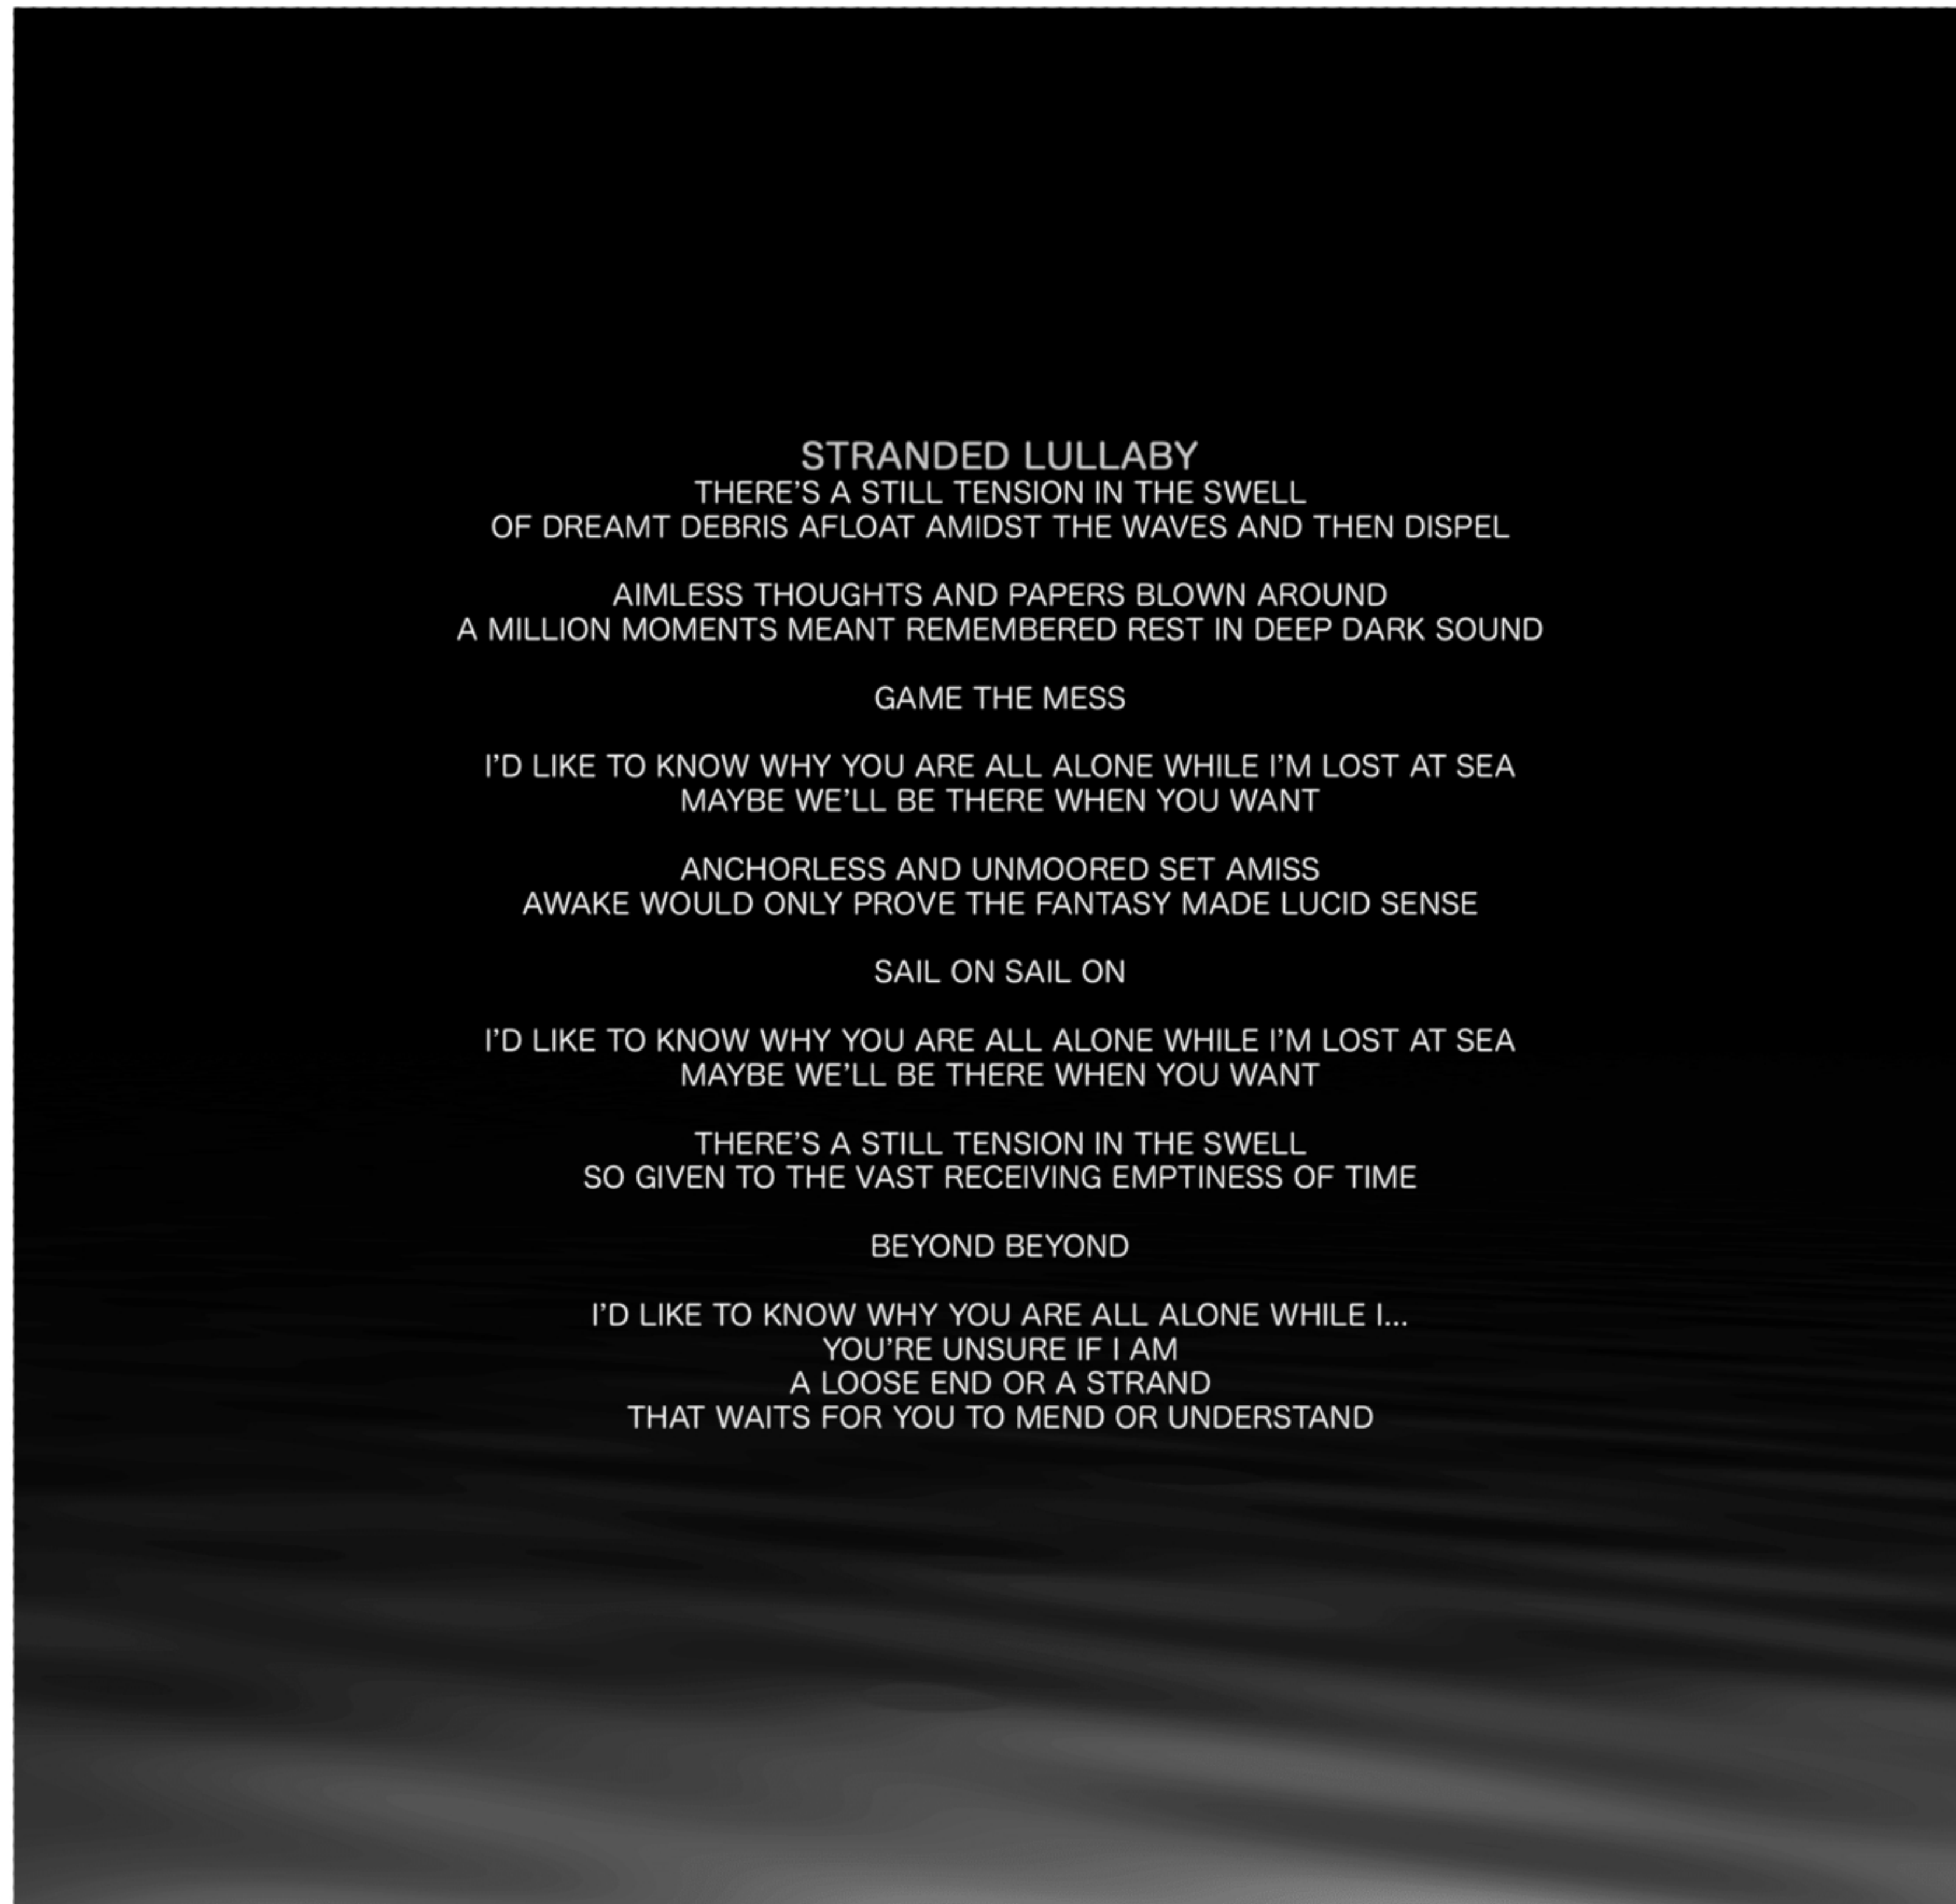 STRANDED LULLABY
THERE’S A STILL TENSION IN THE SWELL
OF DREAMT DEBRIS AFLOAT AMIDST THE WAVES AND THEN DISPEL
AIMLESS THOUGHTS AND PAPERS BLOWN AROUND
A MILLION MOMENTS MEANT REMEMBERED REST IN DEEP DARK SOUND
GAME THE MESS
I’D LIKE TO KNOW WHY YOU ARE ALL ALONE WHILE I’M LOST AT SEA
MAYBE WE’LL BE THERE WHEN YOU WANT
ANCHORLESS AND UNMOORED SET AMISS
AWAKE WOULD ONLY PROVE THE FANTASY MADE LUCID SENSE
SAIL ON SAIL ON
I’D LIKE TO KNOW WHY YOU ARE ALL ALONE WHILE I’M LOST AT SEA
MAYBE WE’LL BE THERE WHEN YOU WANT
THERE’S A STILL TENSION IN THE SWELL
SO GIVEN TO THE VAST RECEIVING EMPTINESS OF TIME
BEYOND BEYOND
I’D LIKE TO KNOW WHY YOU ARE ALL ALONE WHILE I...
YOU’RE UNSURE IF I AM
A LOOSE END OR A STRAND
THAT WAITS FOR YOU TO MEND OR UNDERSTAND